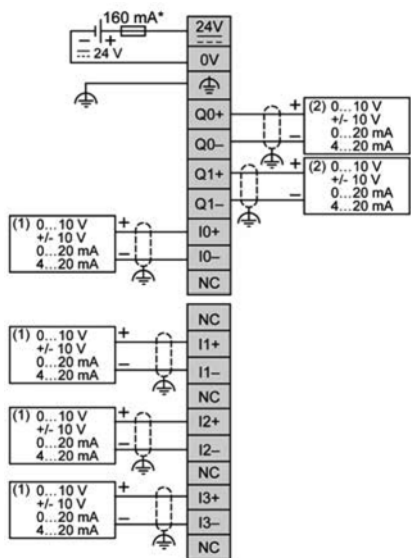 160 mA*
− +
⎓ 24 V
24V
⎓
0V
Q0+
Q0−
Q1+
Q1−
I0+
I0−
NC
+ (2) 0...10 V
+/- 10 V
− 0...20 mA
4...20 mA
+ (2) 0...10 V
+/- 10 V
− 0...20 mA
4...20 mA
(1) 0...10 V +
+/- 10 V
0...20 mA −
4...20 mA
NC
I1+
I1−
NC
I2+
I2−
NC
I3+
I3−
NC
(1) 0...10 V +
+/- 10 V
0...20 mA −
4...20 mA
(1) 0...10 V +
+/- 10 V
0...20 mA −
4...20 mA
(1) 0...10 V +
+/- 10 V
0...20 mA −
4...20 mA